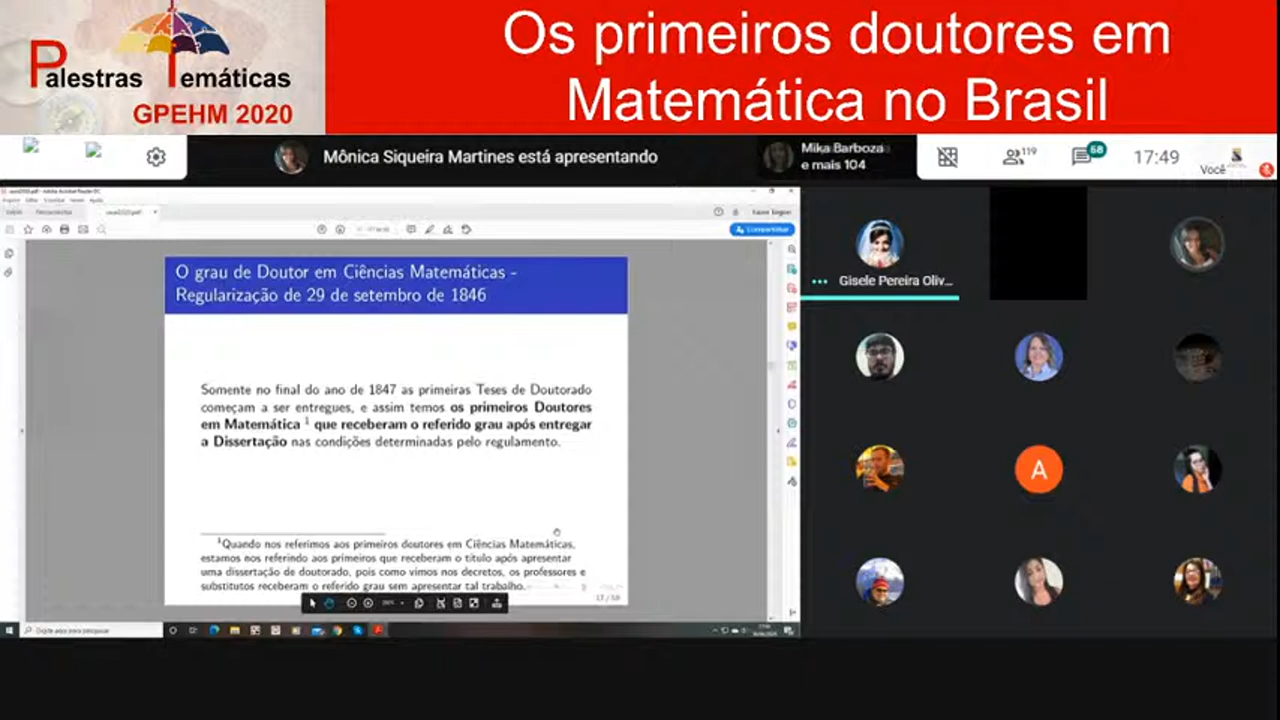 Palestras Temáticas
GPEHM 2020
Os primeiros doutores em
Matemática no Brasil
Mônica Siqueira Martines está apresentando
Mika Barboza
e mais 104
119
68
17:49
Você
Compartilhar
O grau de Doutor em Ciências Matemáticas -
Regularização de 29 de setembro de 1846
Somente no final do ano de 1847 as primeiras Teses de Doutorado
começam a ser entregues, e assim temos os primeiros Doutores
em Matemática 1 que receberam o referido grau após entregar
a Dissertação nas condições determinadas pelo regulamento.
1Quando nos referimos aos primeiros doutores em Ciências Matemáticas,
estamos nos referindo aos primeiros que receberam o título após apresentar
uma dissertação de doutorado, pois como vimos nos decretos, os professores e
substitutos receberam o referido grau sem apresentar tal trabalho.
Digite aqui para pesquisar
Gisele Pereira Oliv...
A